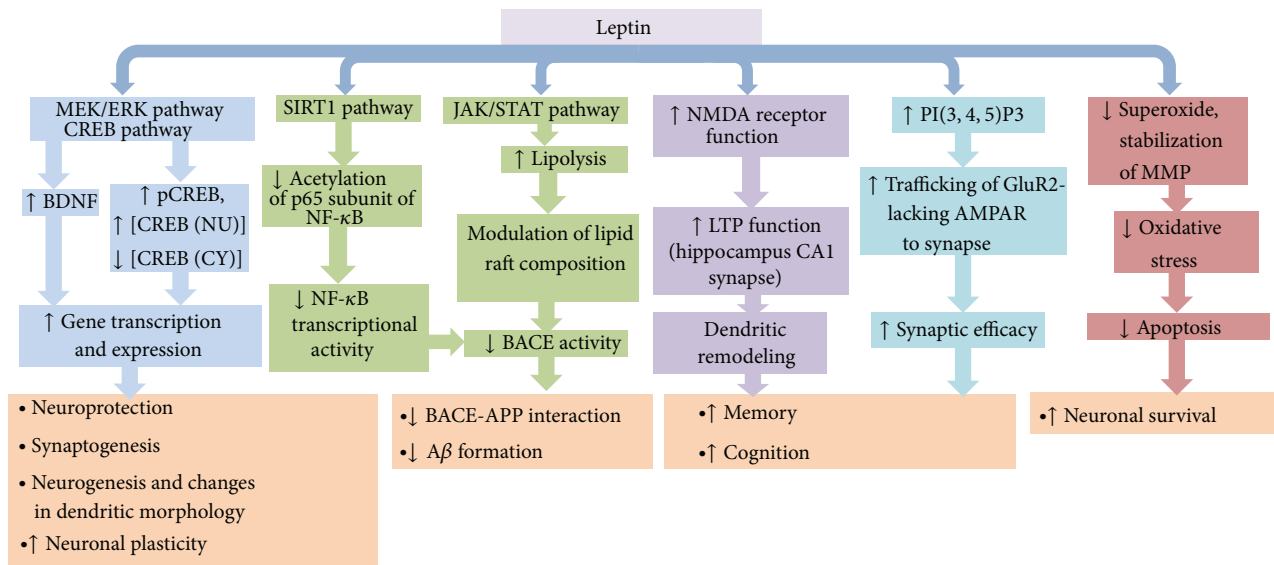 Leptin
MEK/ERK pathway
CREB pathway
↑ BDNF
↑ pCREB,
↑ [CREB (NU)]
↓ [CREB (CY)]
↑ Gene transcription
and expression
• Neuroprotection
• Synaptogenesis
• Neurogenesis and changes
in dendritic morphology
•↑ Neuronal plasticity
SIRT1 pathway
↓ Acetylation
of p65 subunit of
NF-κB
↓ NF-κB
transcriptional
activity
JAK/STAT pathway
↑ Lipolysis
Modulation of lipid
raft composition
↓ BACE activity
•↓ BACE-APP interaction
•↓ Aβ formation
↑ NMDA receptor
function
↑ LTP function
(hippocampus CA1
synapse)
Dendritic
remodeling
↑ PI(3, 4, 5)P3
↑ Trafficking of GluR2-
lacking AMPAR
to synapse
↑ Synaptic efficacy
•↑ Memory
•↑ Cognition
↓ Superoxide,
stabilization
of MMP
↓ Oxidative
stress
↓ Apoptosis
•↑ Neuronal survival